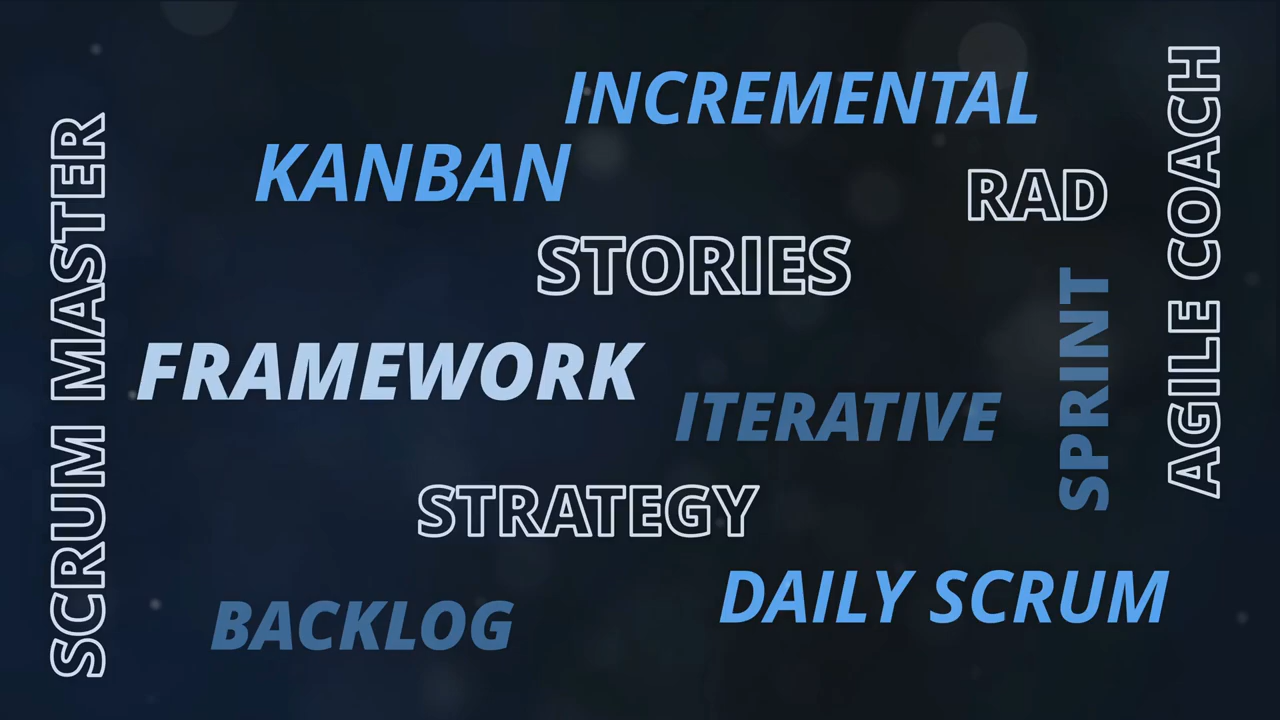 INCREMENTAL
KANBAN
RAD
STORIES
FRAMEWORK
ITERATIVE
STRATEGY
DAILY SCRUM
BACKLOG
SCRUM MASTER
SPRINT
AGILE COACH